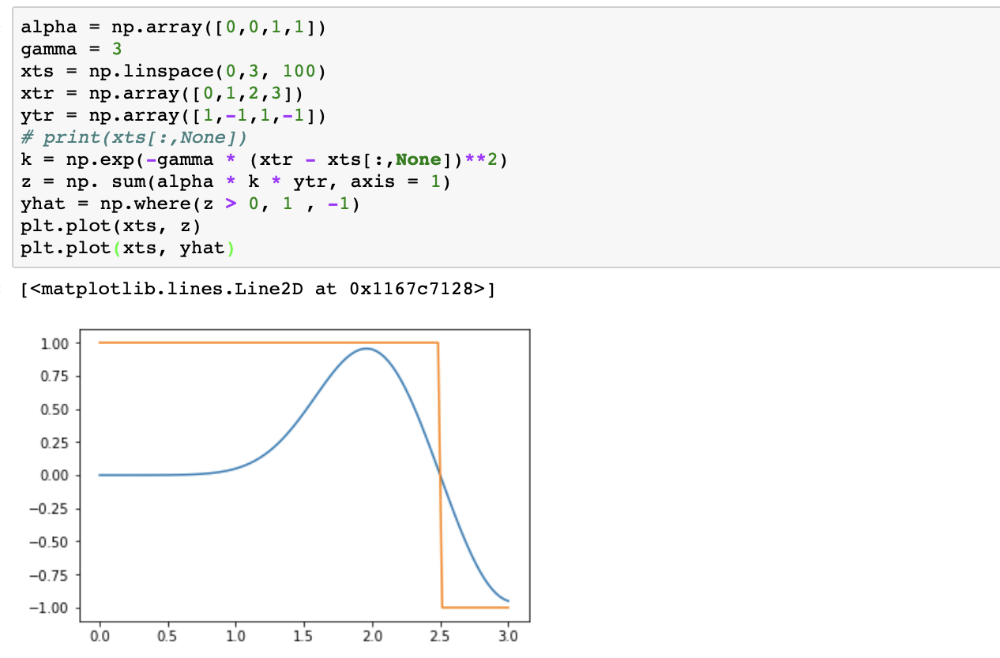 alpha = np.array([0,0,1,1])
gamma = 3
xts = np.linspace(0,3, 100)
xtr = np.array([0,1,2,3])
ytr = np.array([1,-1,1,-1])
# print(xts[:,None])
k = np.exp(-gamma * (xtr - xts[:,None])**2)
z = np. sum(alpha * k * ytr, axis = 1)
yhat = np.where(z > 0, 1 , -1)
plt.plot(xts, z)
plt.plot(xts, yhat)
[<matplotlib.lines.Line2D at 0x1167c7128>]
1.00
0.75
0.50
0.25
0.00
−0.25
−0.50
−0.75
−1.00
0.0 0.5 1.0 1.5 2.0 2.5 3.0